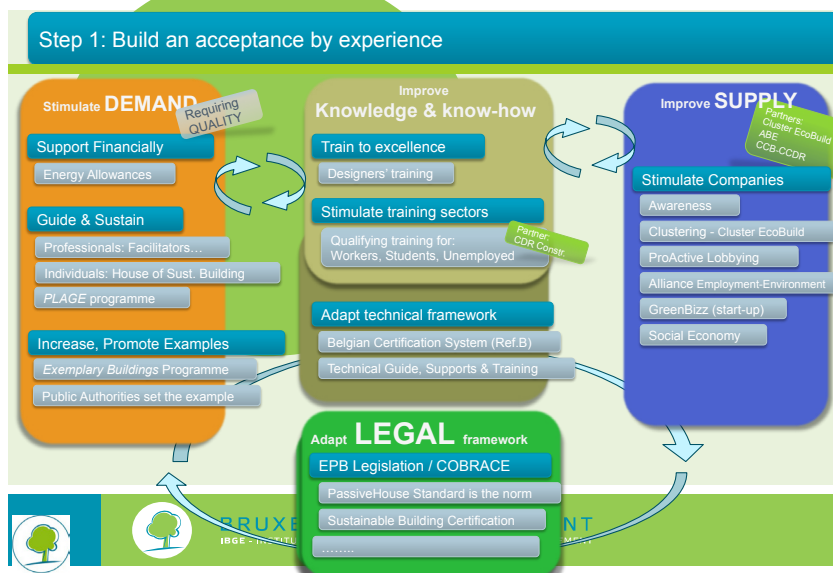 Step 1: Build an acceptance by experience
Stimulate DEMAND
Requiring
QUALITY
Support Financially
Energy Allowances
Guide & Sustain
Professionals: Facilitators…
Individuals: House of Sust. Building
PLAGE programme
Increase, Promote Examples
Exemplary Buildings Programme
Public Authorities set the example
Improve
Knowledge & know-how
Train to excellence
Designers' training
Stimulate training sectors
Partner:
CDR Constr.
Qualifying training for:
Workers, Students, Unemployed
Adapt technical framework
Belgian Certification System (Ref.B)
Technical Guide, Supports & Training
Improve SUPPLY
Partners:
Cluster EcoBuild
ABE
CCB-CCDR
Stimulate Companies
Awareness
Clustering - Cluster EcoBuild
ProActive Lobbying
Alliance Employment-Environment
GreenBizz (start-up)
Social Economy
Adapt LEGAL framework
EPB Legislation / COBRACE
PassiveHouse Standard is the norm
Sustainable Building Certification
……..
IBGE -